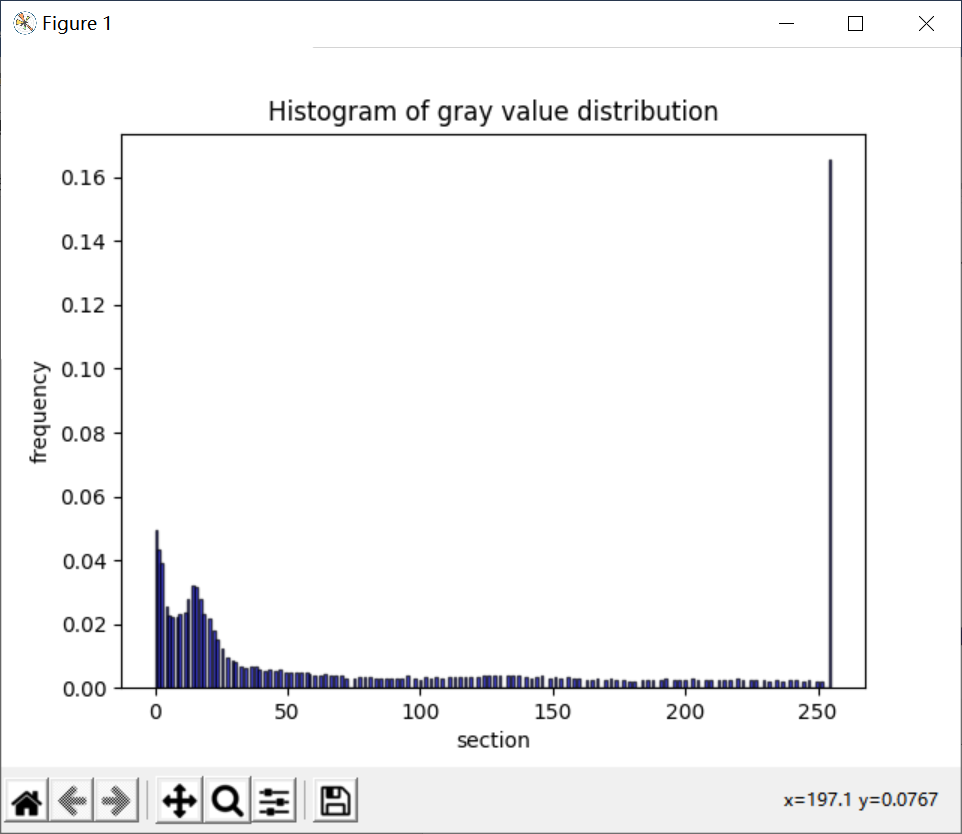 Figure 1
Histogram of gray value distribution
0.16
0.14
0.12
0.10
0.08
0.06
0.04
0.02
0.00
frequency
0 50 100 150 200 250
section
x=197.1 y=0.0767